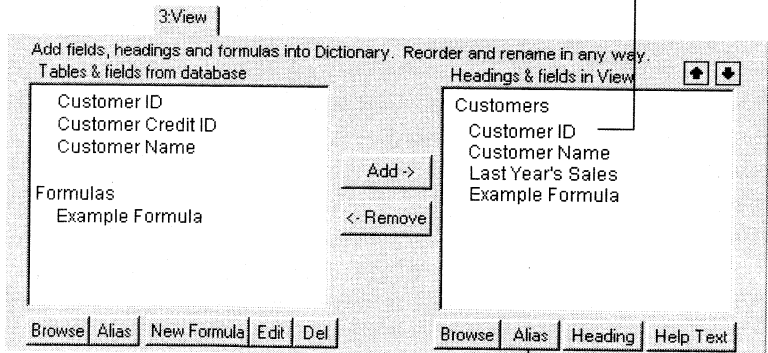 3:View
Add fields, headings and formulas into Dictionary. Reorder and rename in any way.
Tables & fields from database
Customer ID
Customer Credit ID
Customer Name
Formulas
Example Formula
Add ->
<- Remove
Headings & fields in View
Customers
Customer ID
Customer Name
Last Year's Sales
Example Formula
Browse Alias New Formula Edit Del
Browse Alias Heading Help Text